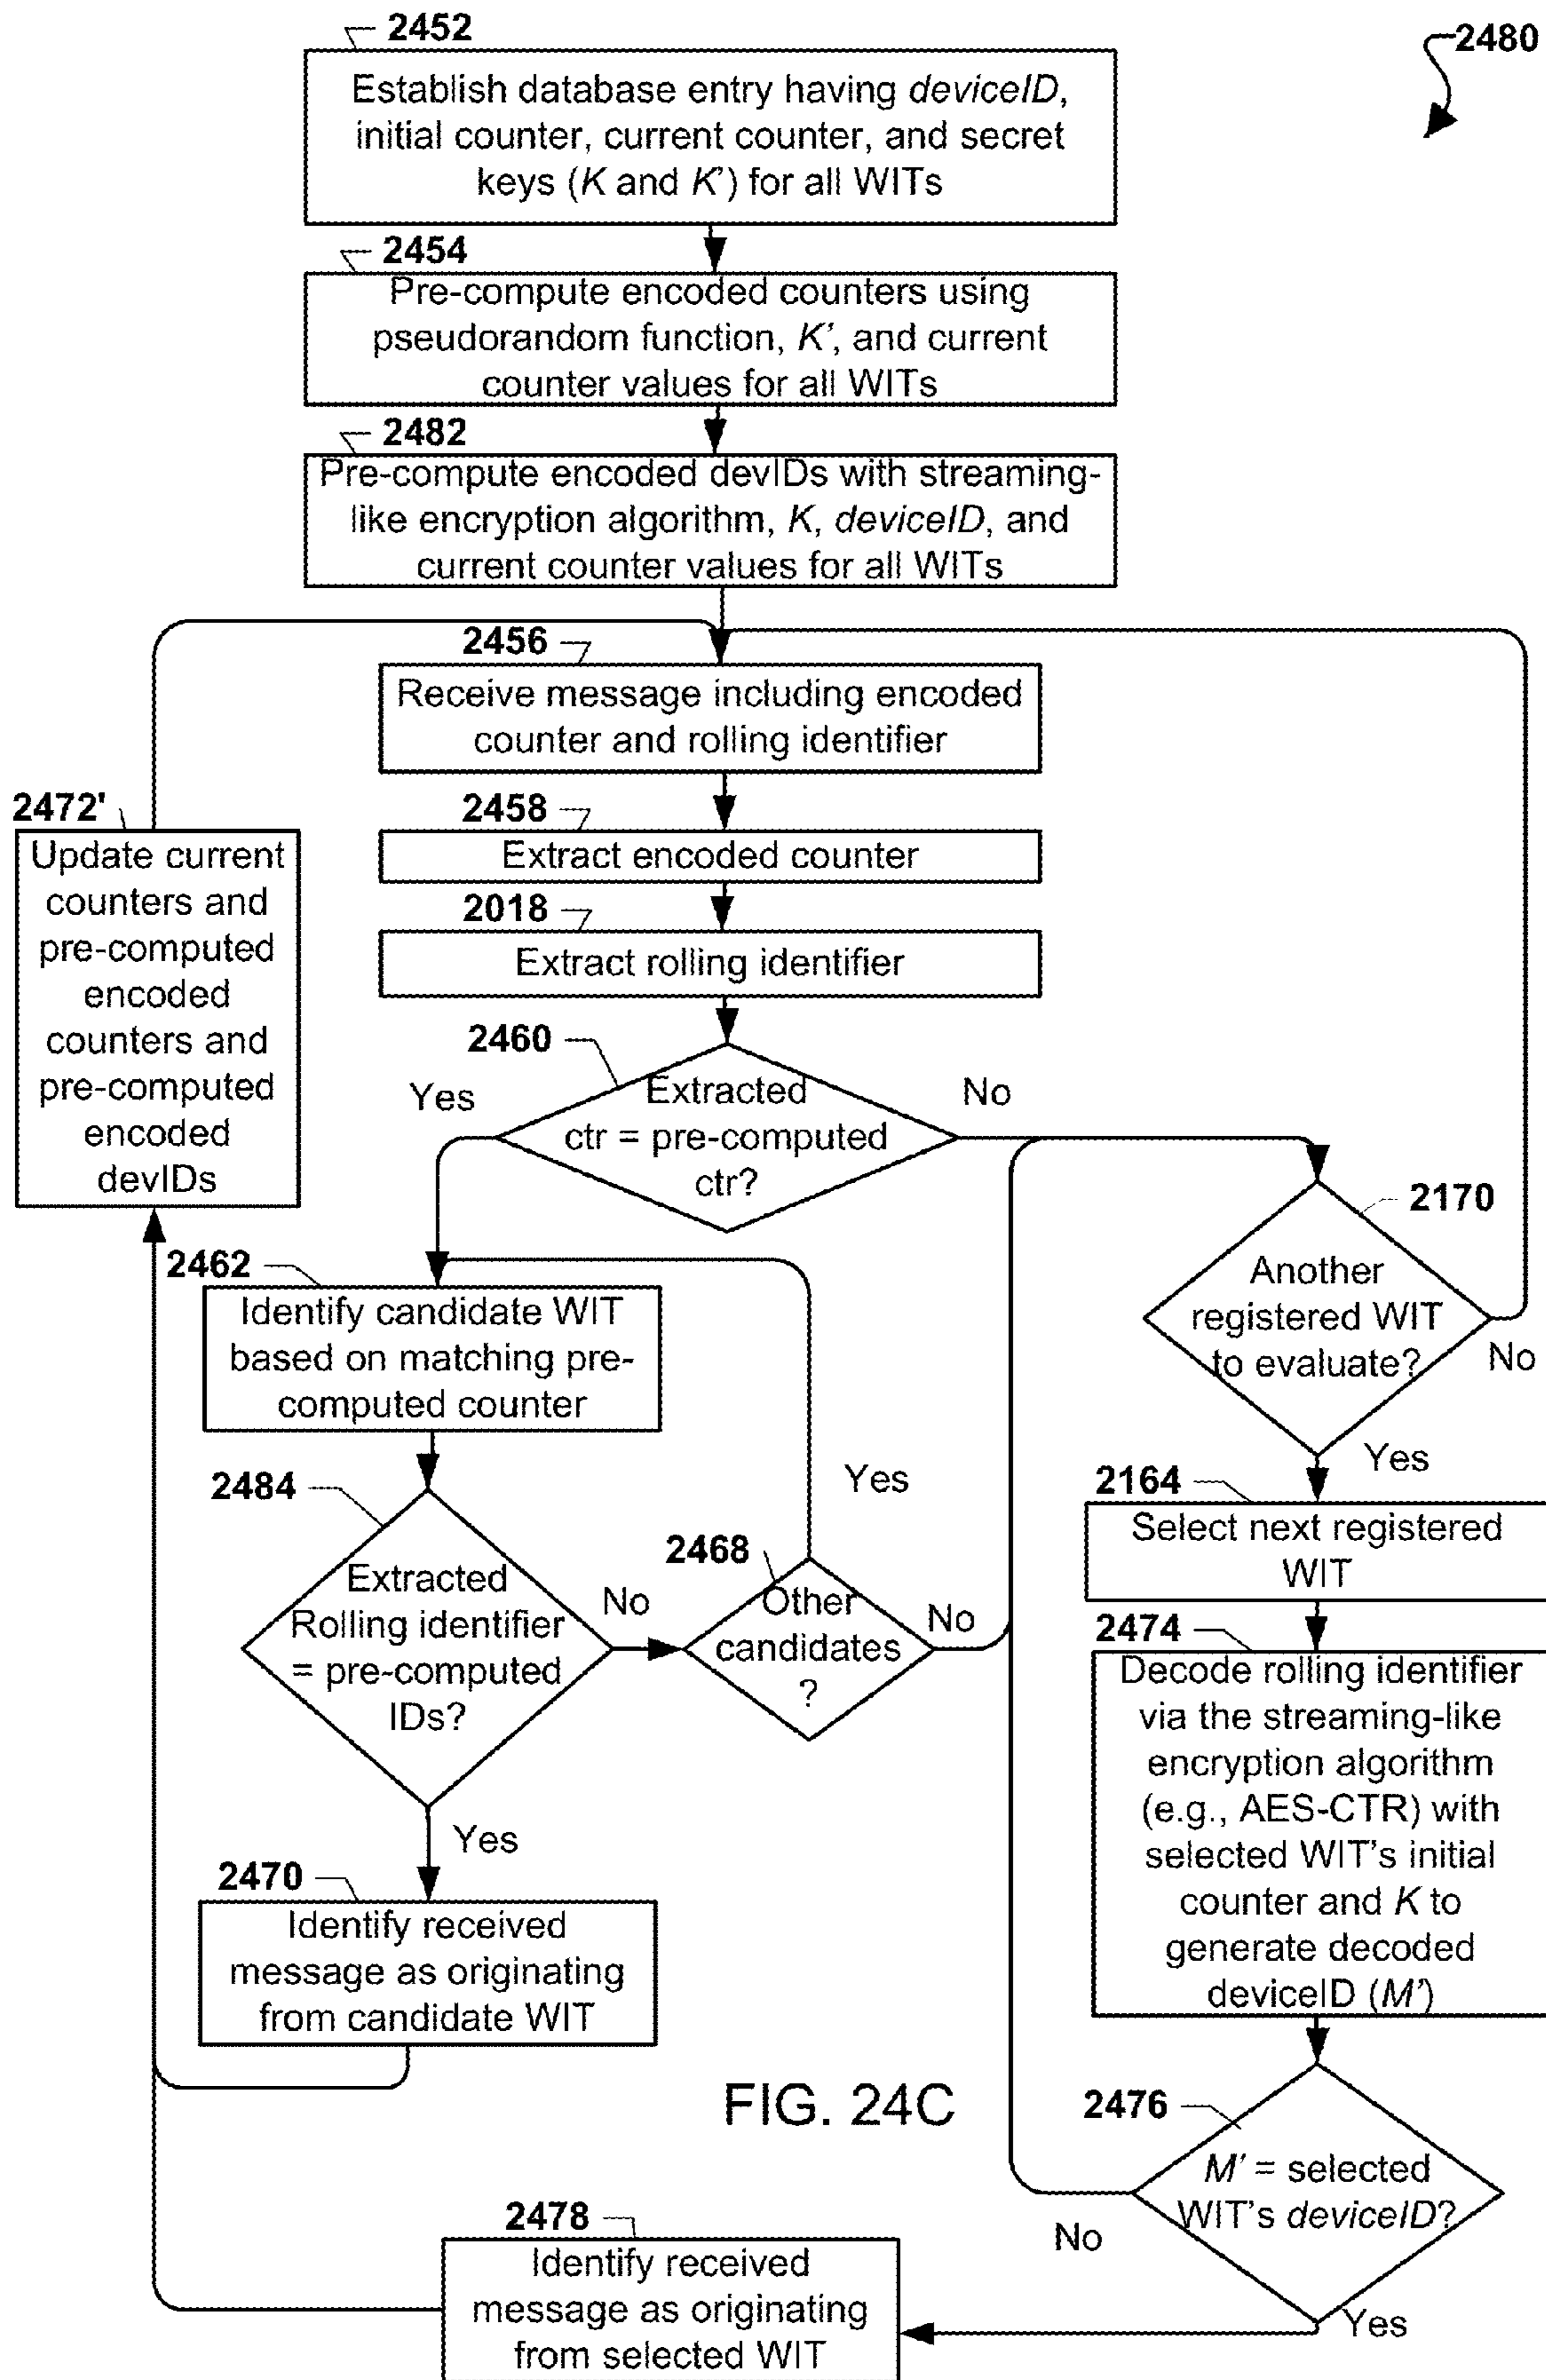 2452
2480
Establish database entry having deviceID,
initial counter, current counter, and secret
keys (K and K') for all WITs
2454
Pre-compute encoded counters using
pseudorandom function, K', and current
counter values for all WITs
2482
Pre-compute encoded devIDs with streaming-
like encryption algorithm, K, deviceID, and
current counter values for all WITs
2456
Receive message including encoded
counter and rolling identifier
2472'
Update current
counters and
pre-computed
encoded
counters and
pre-computed
encoded
devIDs
2458
Extract encoded counter
2018
Extract rolling identifier
2460
Yes
Extracted
ctr = pre-computed
ctr?
No
2170
Another
registered WIT
to evaluate?
No
Yes
2462
Identify candidate WIT
based on matching pre-
computed counter
2484
Extracted
Rolling identifier
= pre-computed
IDs?
No
Yes
2468
Yes
Other
candidates
?
No
2164
Select next registered
WIT
2474
Decode rolling identifier
via the streaming-like
encryption algorithm
(e.g., AES-CTR) with
selected WIT's initial
counter and K to
generate decoded
deviceID (M')
2470
Identify received
message as originating
from candidate WIT
FIG. 24C
2476
M' = selected
WIT's deviceID?
No
Yes
2478
Identify received
message as originating
from selected WIT